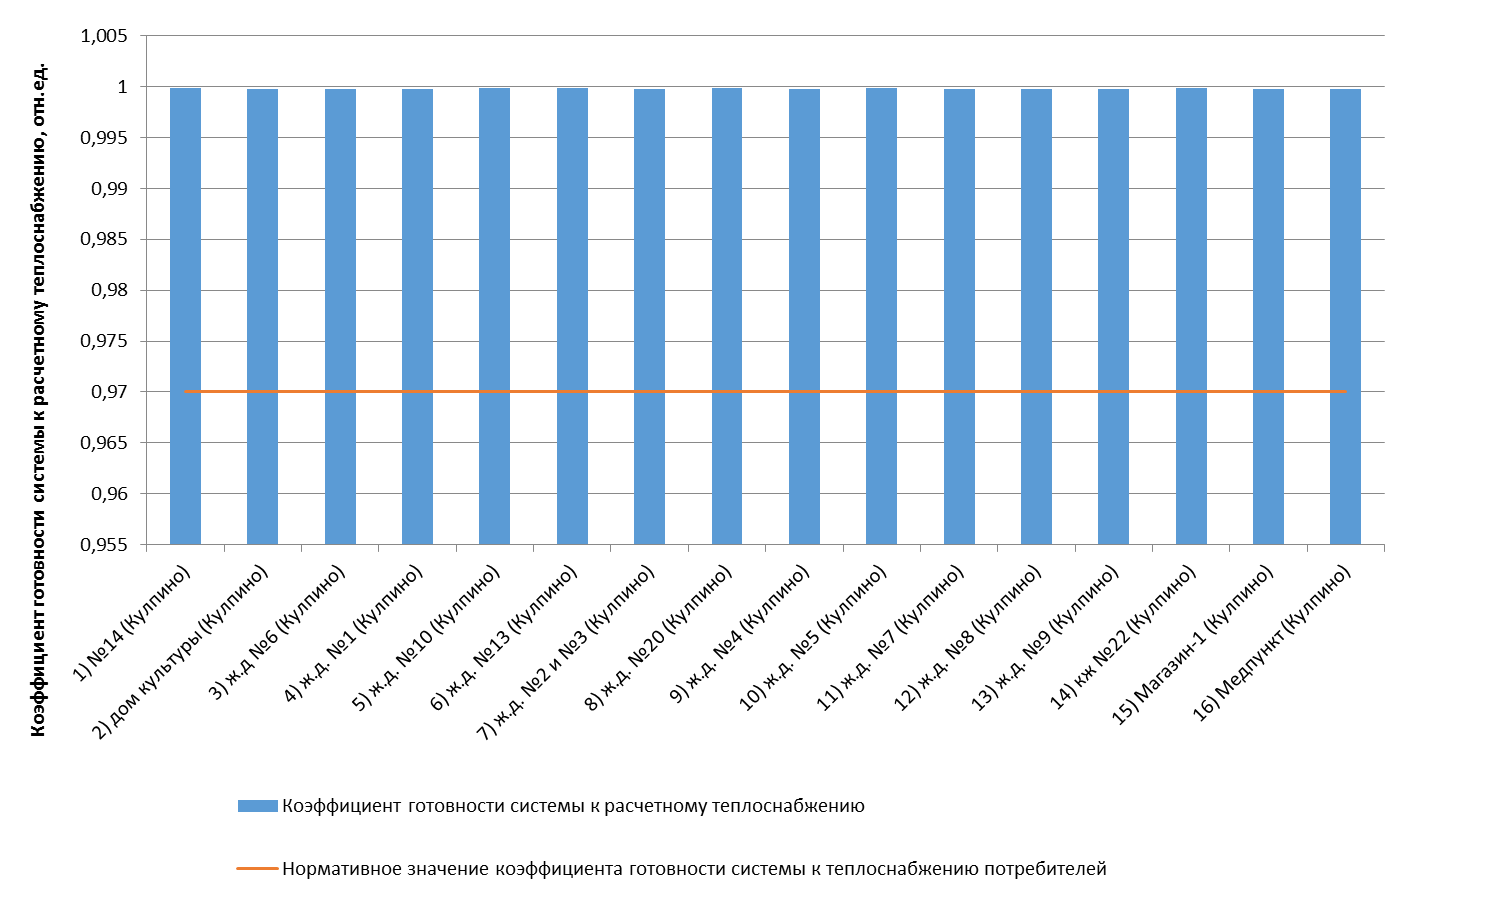 Коэффициент готовности системы к расчетному теплоснабжению, отн.ед.
1,005
1
0,995
0,99
0,985
0,98
0,975
0,97
0,965
0,96
0,955
1) №14 (Кулпино)
2) дом культуры (Кулпино)
3) ж.д №6 (Кулпино)
4) ж.д. №1 (Кулпино)
5) ж.д. №10 (Кулпино)
6) ж.д. №13 (Кулпино)
7) ж.д. №2 и №3 (Кулпино)
8) ж.д. №20 (Кулпино)
9) ж.д. №4 (Кулпино)
10) ж.д. №5 (Кулпино)
11) ж.д. №7 (Кулпино)
12) ж.д. №8 (Кулпино)
13) ж.д. №9 (Кулпино)
14) кж №22 (Кулпино)
15) Магазин-1 (Кулпино)
16) Медпункт (Кулпино)
Коэффициент готовности системы к расчетному теплоснабжению
Нормативное значение коэффициента готовности системы к теплоснабжению потребителей